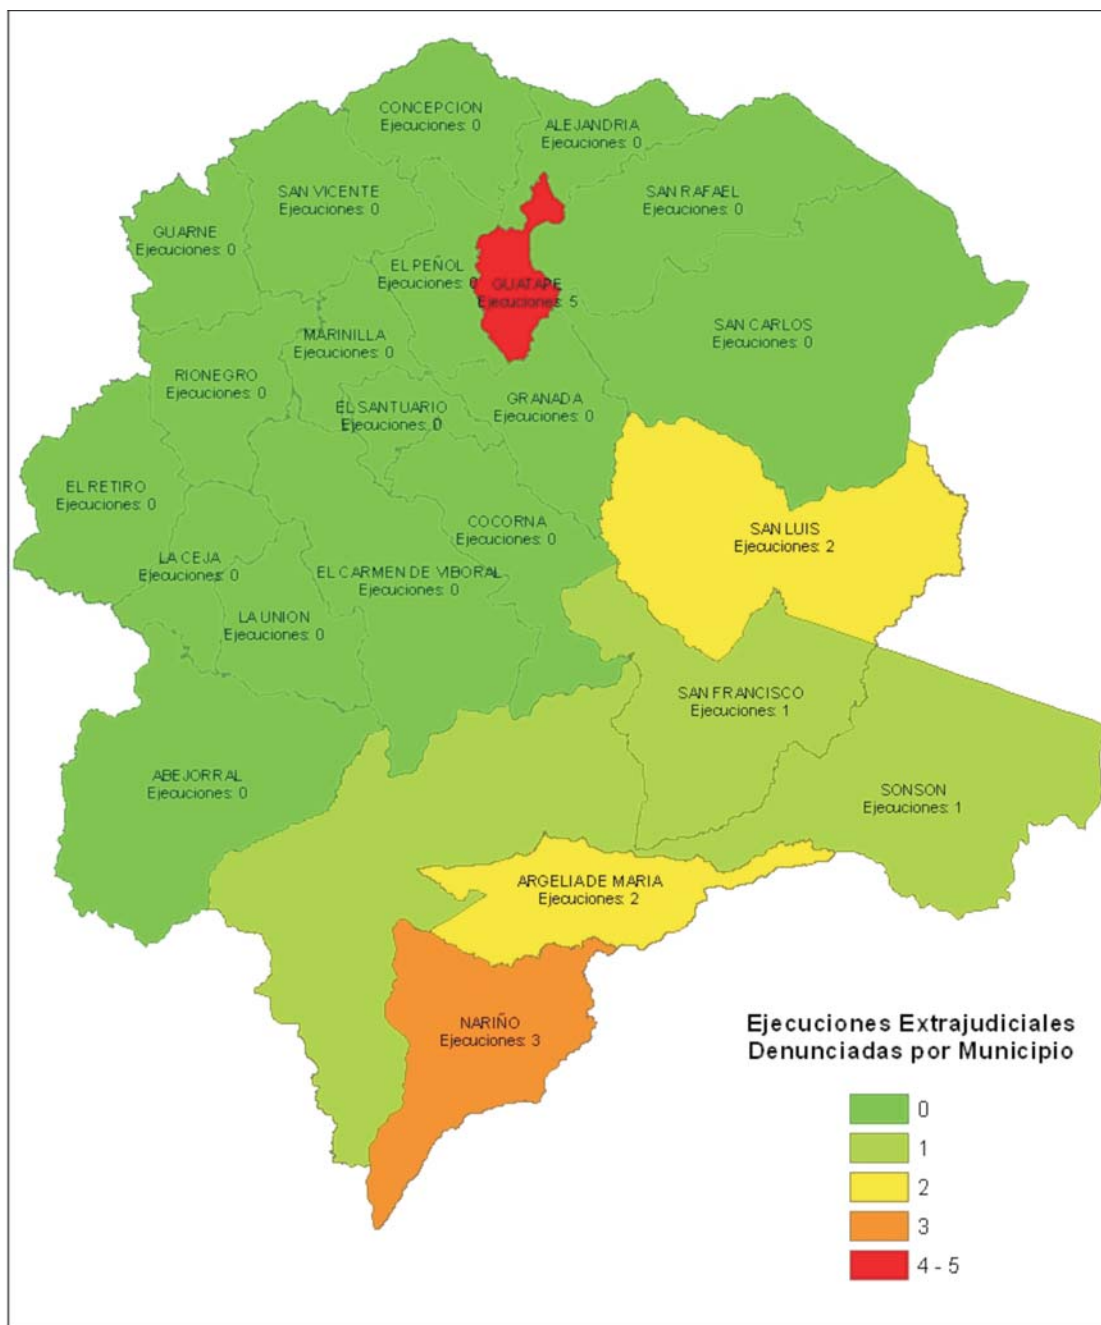 CONCEPCION
Ejecuciones: 0
ALEJANDRIA
Ejecuciones: 0
SAN VICENTE
Ejecuciones: 0
SAN RAFAEL
Ejecuciones: 0
GUARNE
Ejecuciones: 0
EL PEÑOL
Ejecuciones: 0
GUATAPE
Ejecuciones: 5
SAN CARLOS
Ejecuciones: 0
MARINILLA
Ejecuciones: 0
RIONEGRO
Ejecuciones: 0
EL SANTUARIO
Ejecuciones: 0
GRANADA
Ejecuciones: 0
EL RETIRO
Ejecuciones: 0
COCORNA
Ejecuciones: 0
SAN LUIS
Ejecuciones: 2
LA CEJA
Ejecuciones: 0
EL CARMEN DE VIBORAL
Ejecuciones: 0
LA UNION
Ejecuciones: 0
SAN FRANCISCO
Ejecuciones: 1
ABEJORRAL
Ejecuciones: 0
SONSON
Ejecuciones: 1
ARGELIA DE MARIA
Ejecuciones: 2
NARIÑO
Ejecuciones: 3
Ejecuciones Extrajudiciales
Denunciadas por Municipio
0
1
2
3
4 - 5